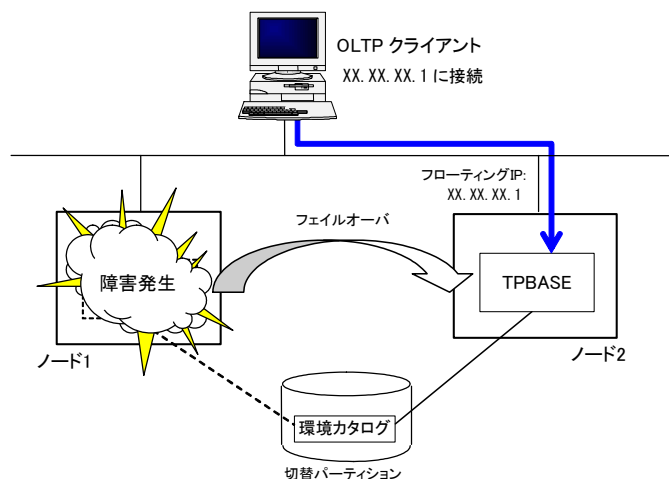 OLTP クライアント
XX.XX.XX.1 に接続
フローティングIP:
XX.XX.XX.1
フェイルオーバ
障害発生
TPBASE
ノード1
ノード2
環境カタログ
切替パーティション